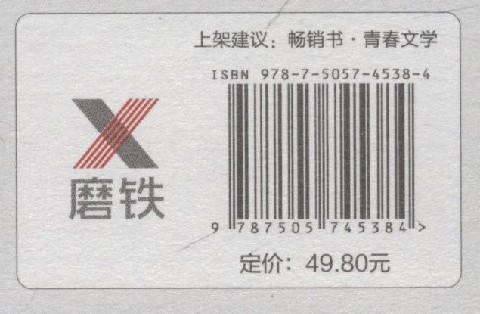 上架建议：畅销书·青春文学
ISBN 978-7-5057-4538-4
磨铁
9 787505 745384 >
定价：49.80元